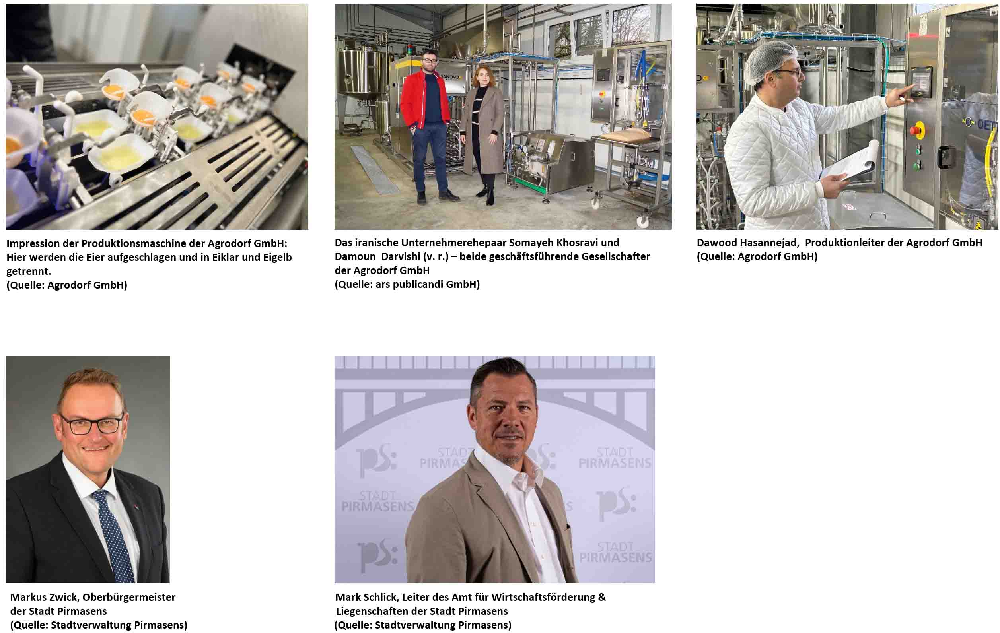 SANOVO
OETTEL
OET
Impression der Produktionsmaschine der Agrodorf GmbH:
Hier werden die Eier aufgeschlagen und in Eiklar und Eigelb
getrennt.
(Quelle: Agrodorf GmbH)
Das iranische Unternehmerehepaar Somayeh Khosravi und
Damoun  Darvishi (v. r.) – beide geschäftsführende Gesellschafter
der Agrodorf GmbH
(Quelle: ars publicandi GmbH)
Dawood Hasannejad,  Produktionleiter der Agrodorf GmbH
(Quelle: Agrodorf GmbH)
ps:
STADT
PIRMAS
s:
STADT
PIRMASENS
STADT
PIRMASENS
S
ps:
ps:
STADT
PIRMASENS
Markus Zwick, Oberbürgermeister
der Stadt Pirmasens
(Quelle: Stadtverwaltung Pirmasens)
Mark Schlick, Leiter des Amt für Wirtschaftsförderung &
Liegenschaften der Stadt Pirmasens
(Quelle: Stadtverwaltung Pirmasens)